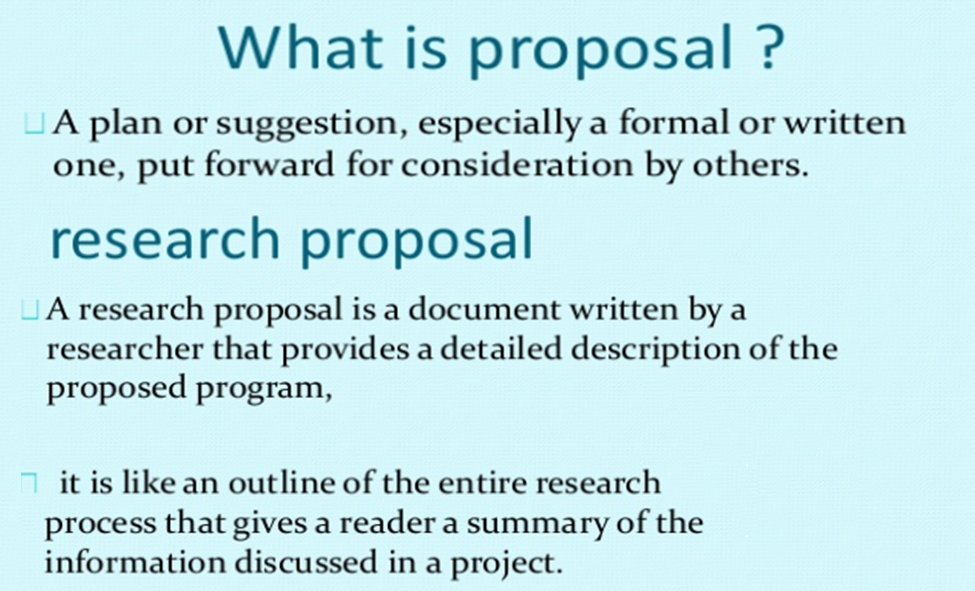 What is proposal ?
A plan or suggestion, especially a formal or written
one, put forward for consideration by others.
research proposal
A research proposal is a document written by a
researcher that provides a detailed description of the
proposed program,
it is like an outline of the entire research
process that gives a reader a summary of the
information discussed in a project.